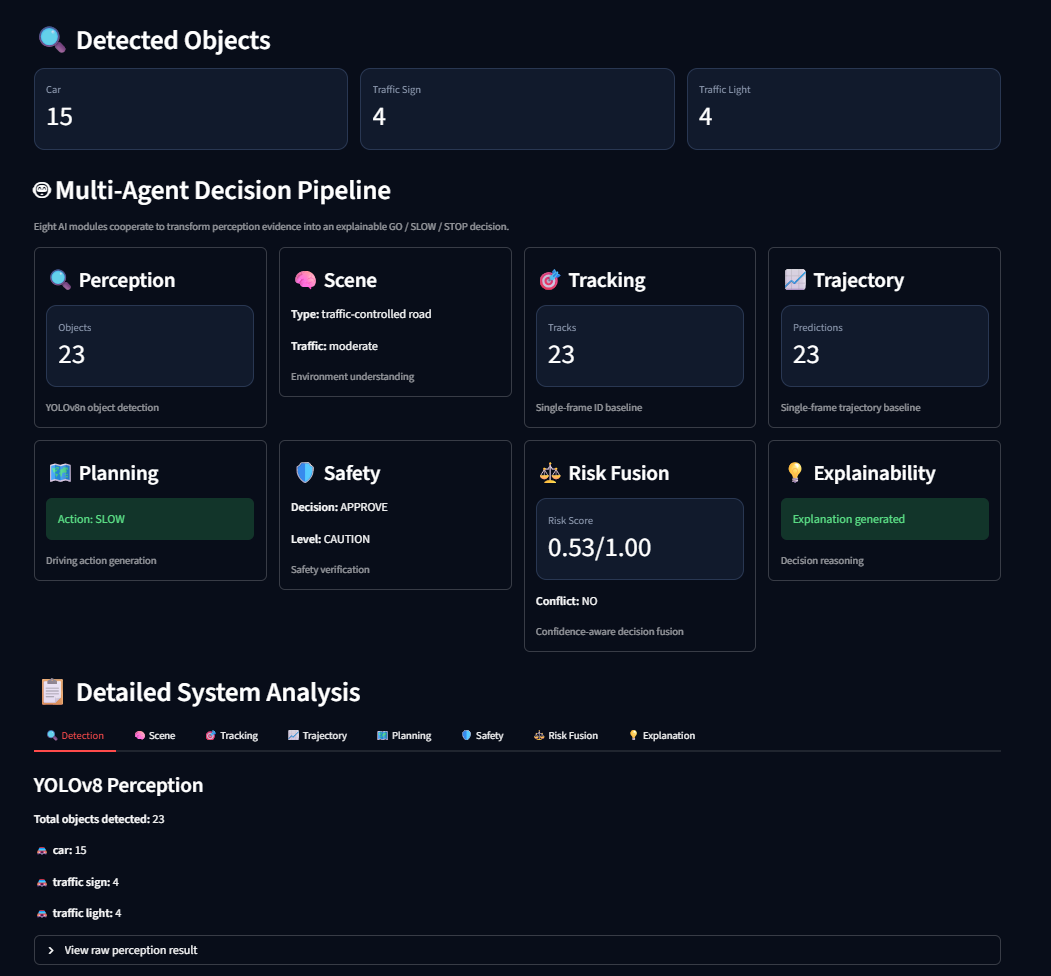 Detected Objects
Car
15
Traffic Sign
4
Traffic Light
4
Multi-Agent Decision Pipeline
Eight AI modules cooperate to transform perception evidence into an explainable GO / SLOW / STOP decision.
Perception
Objects
23
YOLOv8n object detection
Scene
Type: traffic-controlled road
Traffic: moderate
Environment understanding
Tracking
Tracks
23
Single-frame ID baseline
Trajectory
Predictions
23
Single-frame trajectory baseline
Planning
Action: SLOW
Driving action generation
Safety
Decision: APPROVE
Level: CAUTION
Safety verification
Risk Fusion
Risk Score
0.53/1.00
Conflict: NO
Confidence-aware decision fusion
Explainability
Explanation generated
Decision reasoning
Detailed System Analysis
Detection Scene Tracking Trajectory Planning Safety Risk Fusion Explanation
YOLOv8 Perception
Total objects detected: 23
car: 15
traffic sign: 4
traffic light: 4
View raw perception result